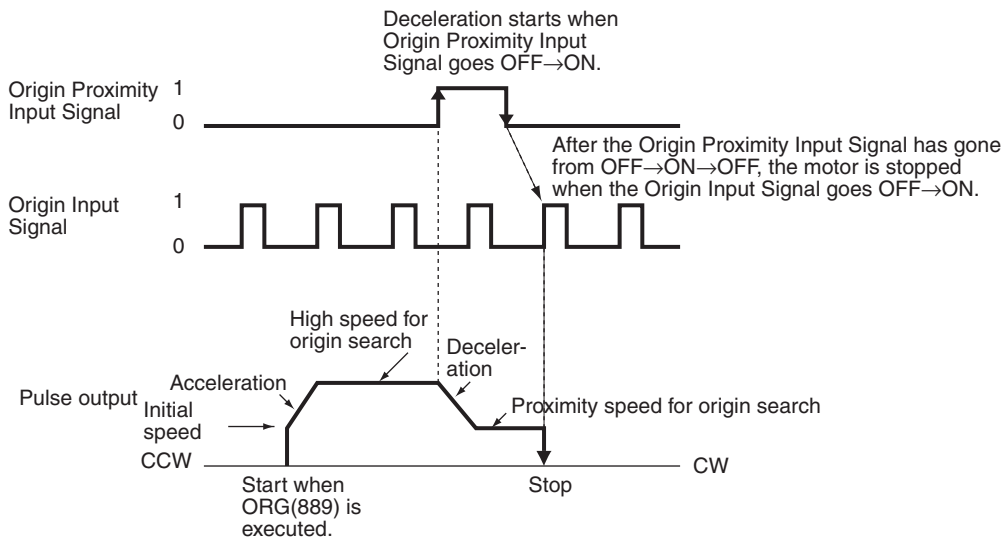 Deceleration starts when
Origin Proximity Input
Signal goes OFF→ON.
Origin Proximity
Input Signal
1
0
After the Origin Proximity Input Signal has gone
from OFF→ON→OFF, the motor is stopped
when the Origin Input Signal goes OFF→ON.
Origin Input
Signal
1
0
High speed for
origin search
Deceler-
ation
Acceleration
Pulse output
Initial
speed
Proximity speed for origin search
CCW
CW
Start when
ORG(889) is
executed.
Stop